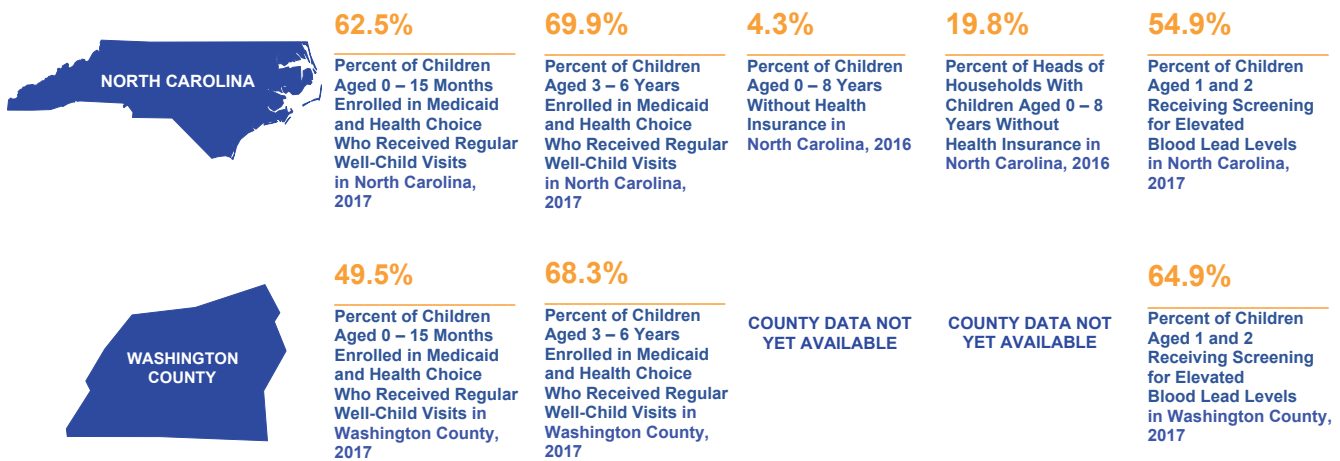 NORTH CAROLINA
62.5%
Percent of Children
Aged 0 – 15 Months
Enrolled in Medicaid
and Health Choice
Who Received Regular
Well-Child Visits
in North Carolina,
2017
69.9%
Percent of Children
Aged 3 – 6 Years
Enrolled in Medicaid
and Health Choice
Who Received Regular
Well-Child Visits
in North Carolina,
2017
4.3%
Percent of Children
Aged 0 – 8 Years
Without Health
Insurance in
North Carolina, 2016
19.8%
Percent of Heads of
Households With
Children Aged 0 – 8
Years Without
Health Insurance in
North Carolina, 2016
54.9%
Percent of Children
Aged 1 and 2
Receiving Screening
for Elevated
Blood Lead Levels
in North Carolina,
2017
WASHINGTON
COUNTY
49.5%
Percent of Children
Aged 0 – 15 Months
Enrolled in Medicaid
and Health Choice
Who Received Regular
Well-Child Visits in
Washington County,
2017
68.3%
Percent of Children
Aged 3 – 6 Years
Enrolled in Medicaid
and Health Choice
Who Received Regular
Well-Child Visits in
Washington County,
2017
COUNTY DATA NOT
YET AVAILABLE
COUNTY DATA NOT
YET AVAILABLE
64.9%
Percent of Children
Aged 1 and 2
Receiving Screening
for Elevated
Blood Lead Levels
in Washington County,
2017